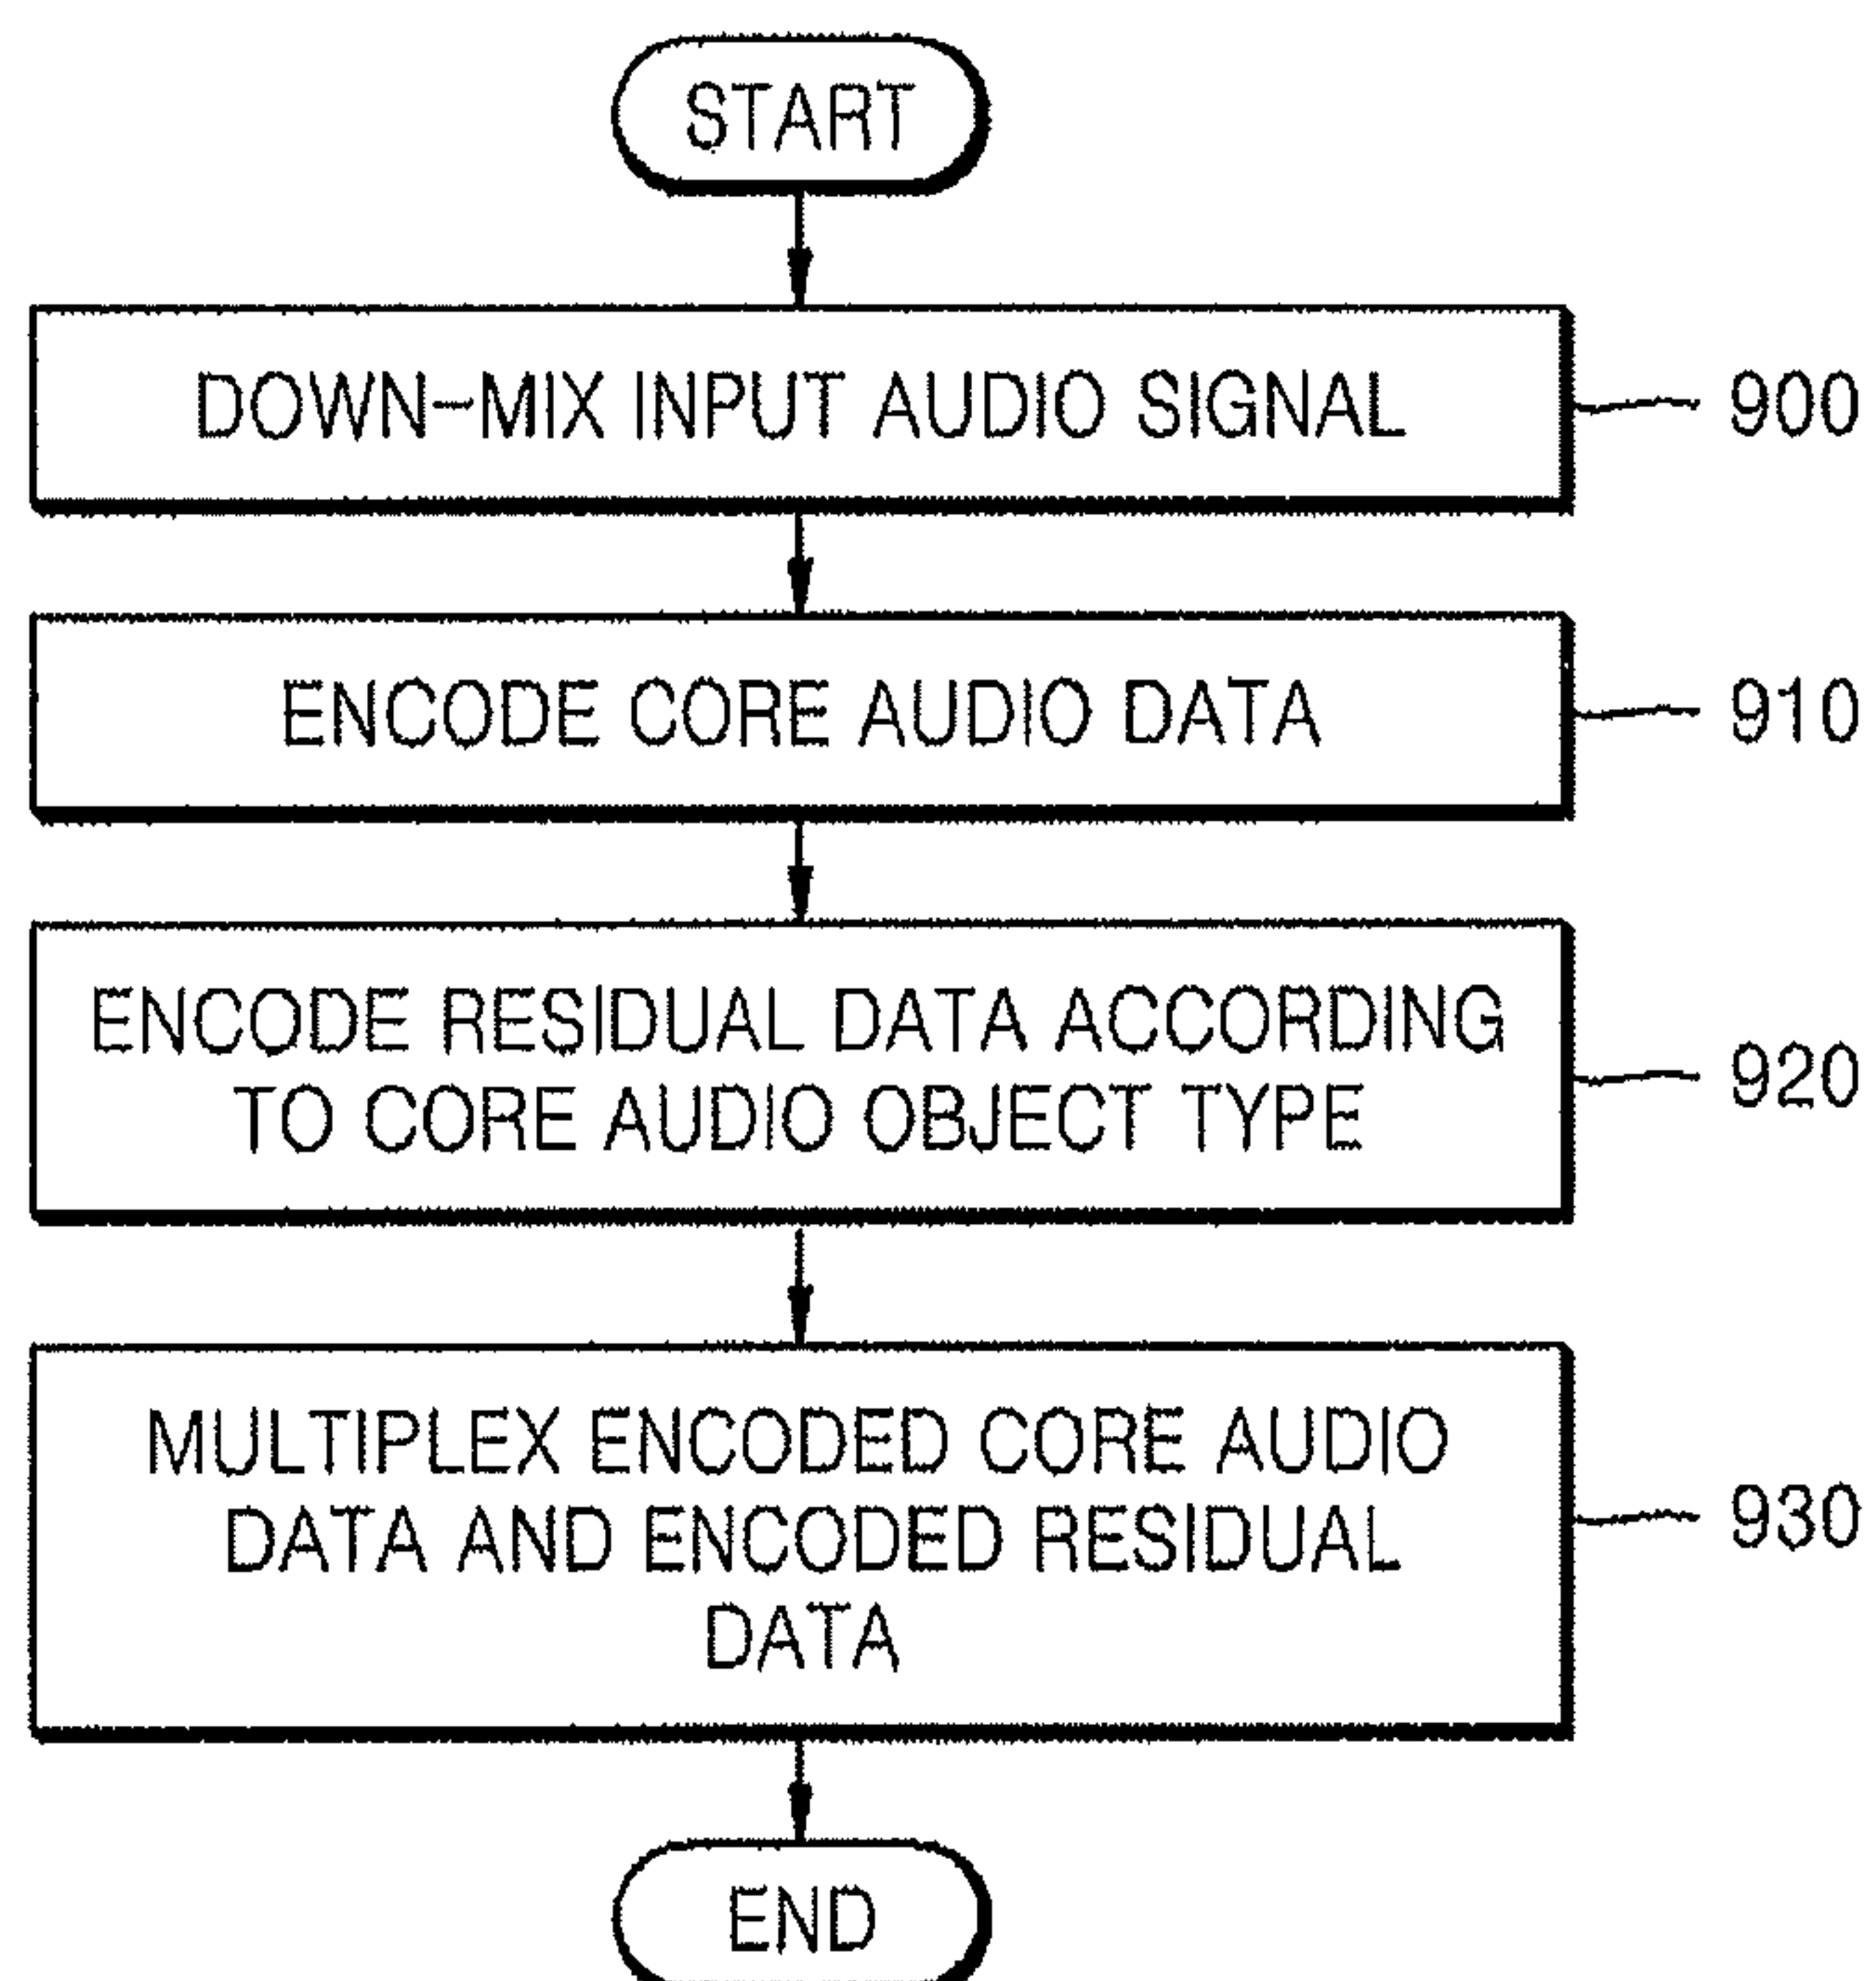 START
DOWN-MIX INPUT AUDIO SIGNAL
900
ENCODE CORE AUDIO DATA
910
ENCODE RESIDUAL DATA ACCORDING
TO CORE AUDIO OBJECT TYPE
920
MULTIPLEX ENCODED CORE AUDIO
DATA AND ENCODED RESIDUAL
DATA
930
END